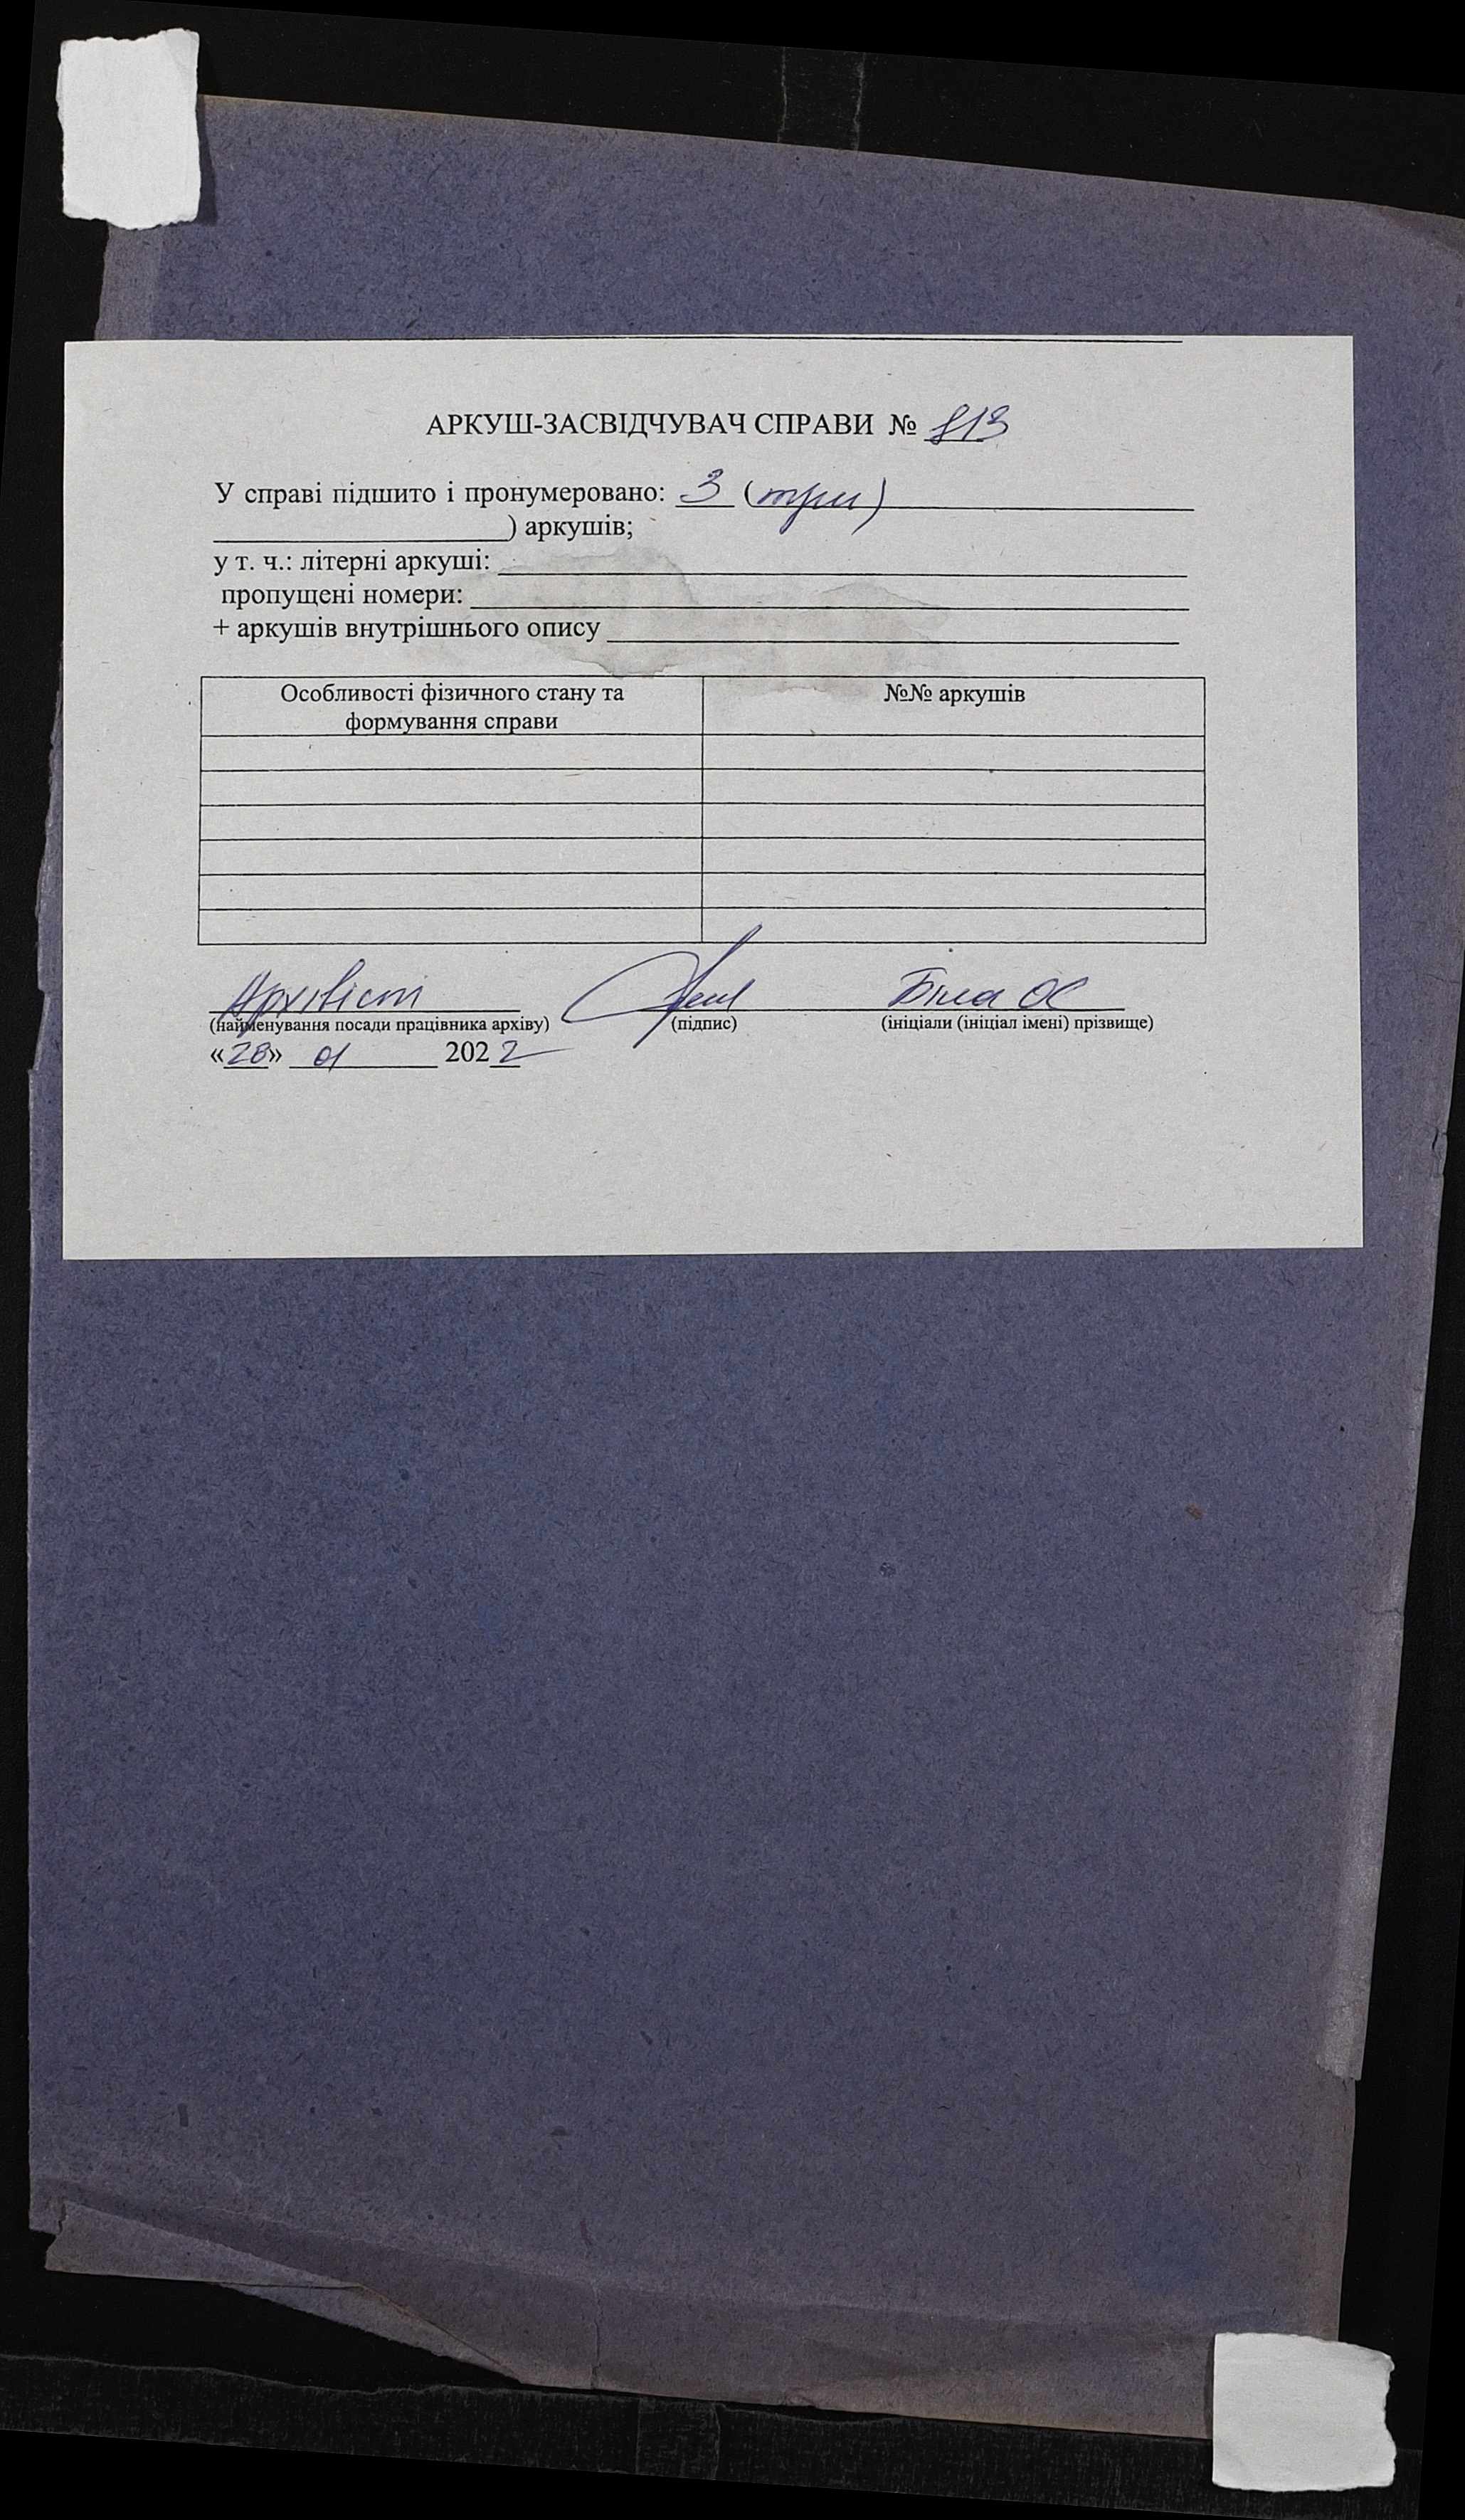 АРКУШ-ЗАСВІДЧУВАЧ СПРАВИ № 813
У справі підшито і пронумеровано: 3 (три)
) аркушів;
у т. ч.: літерні аркуші:
пропущені номери:
+ аркушів внутрішнього опису
Особливості фізичного стану та формування справи
№№ аркушів
Архівіст Біла ОС
(найменування посади працівника архіву) (підпис) (ініціали (ініціал імені) прізвище)
«28» 01 2022